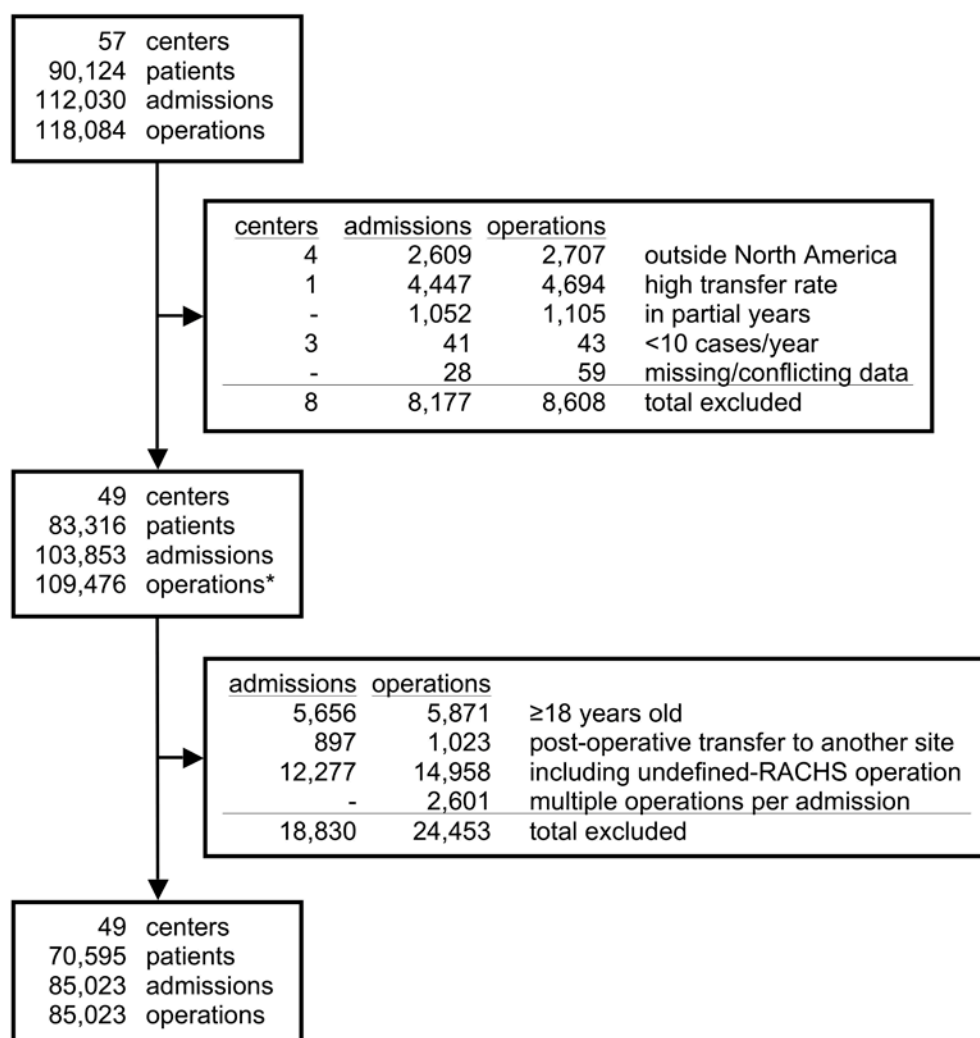 57 centers
90,124 patients
112,030 admissions
118,084 operations
centers admissions operations
4 2,609 2,707 outside North America
1 4,447 4,694 high transfer rate
- 1,052 1,105 in partial years
3 41 43 <10 cases/year
- 28 59 missing/conflicting data
8 8,177 8,608 total excluded
49 centers
83,316 patients
103,853 admissions
109,476 operations*
admissions operations
5,656 5,871 ≥18 years old
897 1,023 post-operative transfer to another site
12,277 14,958 including undefined-RACHS operation
- 2,601 multiple operations per admission
18,830 24,453 total excluded
49 centers
70,595 patients
85,023 admissions
85,023 operations